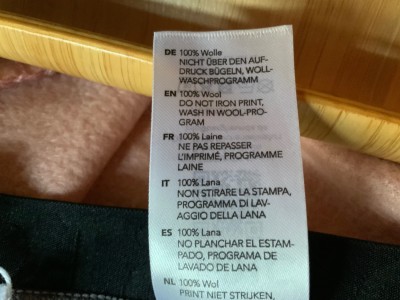 DE 100% Wolle
NICHT ÜBER DEN AUF-
DRUCK BÜGELN, WOLL-
WASCHPROGRAMM
EN 100% Wool
DO NOT IRON PRINT,
WASH IN WOOL-PRO-
GRAM
FR 100% Laine
NE PAS REPASSER
L'IMPRIMÉ, PROGRAMME
LAINE
IT 100% Lana
NON STIRARE LA STAMPA,
PROGRAMMA DI LAV-
AGGIO DELLA LANA
ES 100% Lana
NO PLANCHAR EL ESTAM-
PADO, PROGRAMA DE
LAVADO DE LANA
NL 100% Wol
PRINT NIET STRIJKEN,